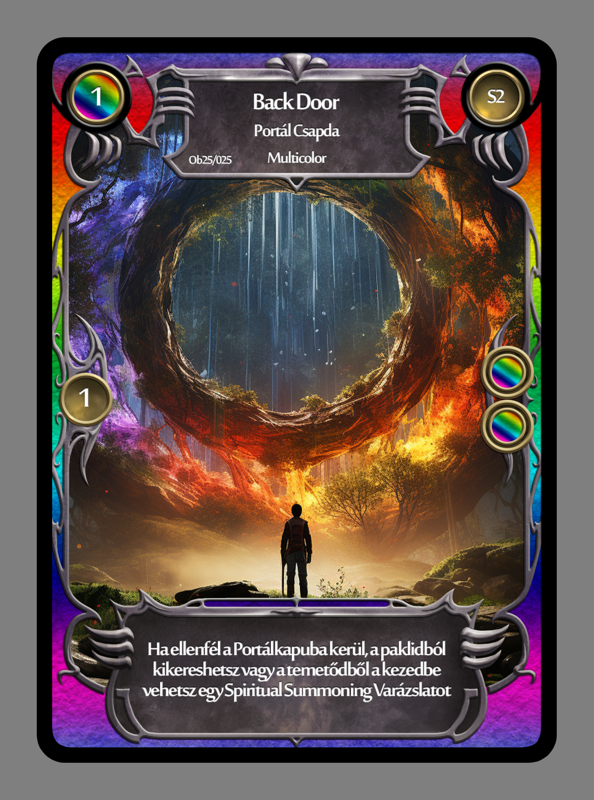 1
S2
Back Door
Portál Csapda
Ob25/025
Multicolor
1
Ha ellenfél a Portálkapuba kerül, a paklidból
kikereshetsz vagy a temetődből a kezedbe
vehetsz egy Spiritual Summoning Varázslatot